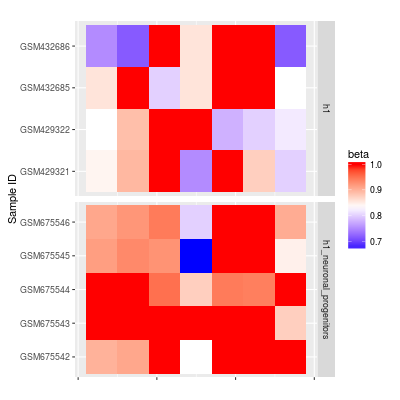 GSM432686
GSM432685
GSM429322
GSM429321
h1
GSM675546
GSM675545
GSM675544
GSM675543
GSM675542
h1_neuronal_progenitors
Sample ID
beta
1.0
0.9
0.8
0.7